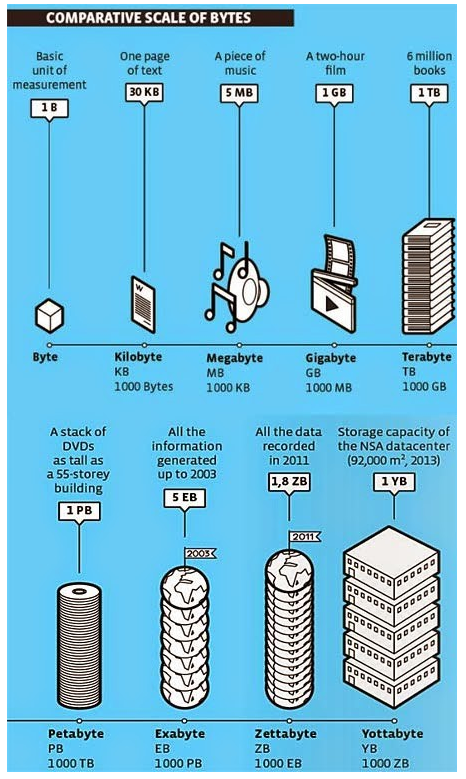 COMPARATIVE SCALE OF BYTES
Basic
unit of
measurement
1 B
One page
of text
30 KB
A piece of
music
5 MB
A two-hour
film
1 GB
6 million
books
1 TB
W
Byte
Kilobyte
KB
1000 Bytes
Megabyte
MB
1000 KB
Gigabyte
GB
1000 MB
Terabyte
TB
1000 GB
A stack of
DVDs
as tall as
a 55-storey
building
1 PB
All the
information
generated
up to 2003
5 EB
2003
All the data
recorded
in 2011
1,8 ZB
2011
Storage capacity of
the NSA datacenter
(92,000 m², 2013)
1 YB
Petabyte
PB
1000 TB
Exabyte
EB
1000 PB
Zettabyte
ZB
1000 EB
Yottabyte
YB
1000 ZB